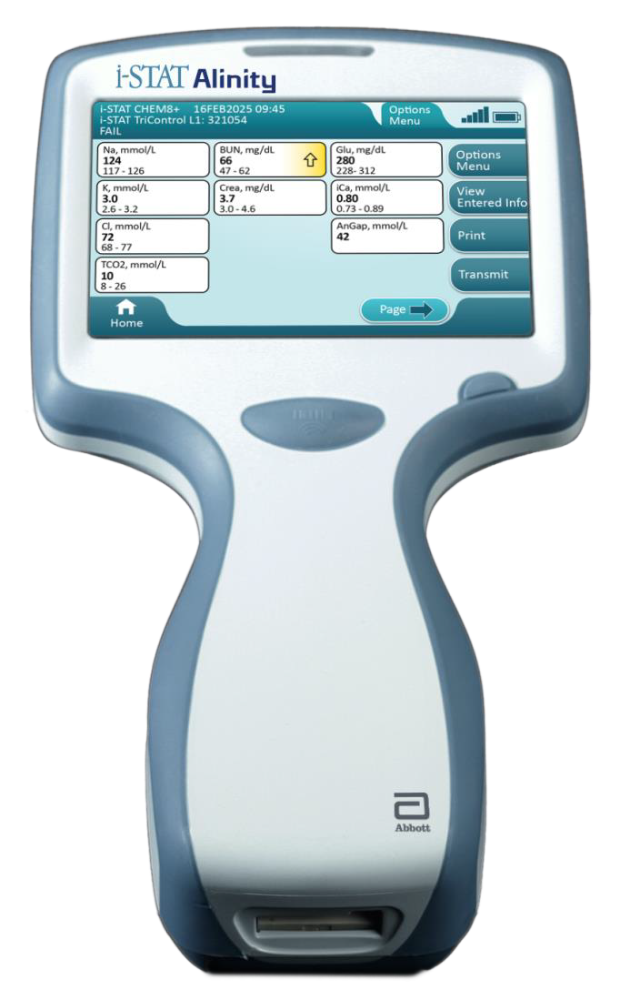 i-STAT Alinity
i-STAT CHEM8+ 16FEB2025 09:45
i-STAT TriControl L1: 321054
FAIL
Options
Menu
Na, mmol/L
124
117 - 126
BUN, mg/dL
66
47 - 62
Glu, mg/dL
280
228- 312
Options
Menu
K, mmol/L
3.0
2.6 - 3.2
Crea, mg/dL
3.7
3.0 - 4.6
iCa, mmol/L
0.80
0.73 - 0.89
View
Entered Info
Cl, mmol/L
72
68 - 77
AnGap, mmol/L
42
Print
TCO2, mmol/L
10
8 - 26
Transmit
Home
Page
Abbott